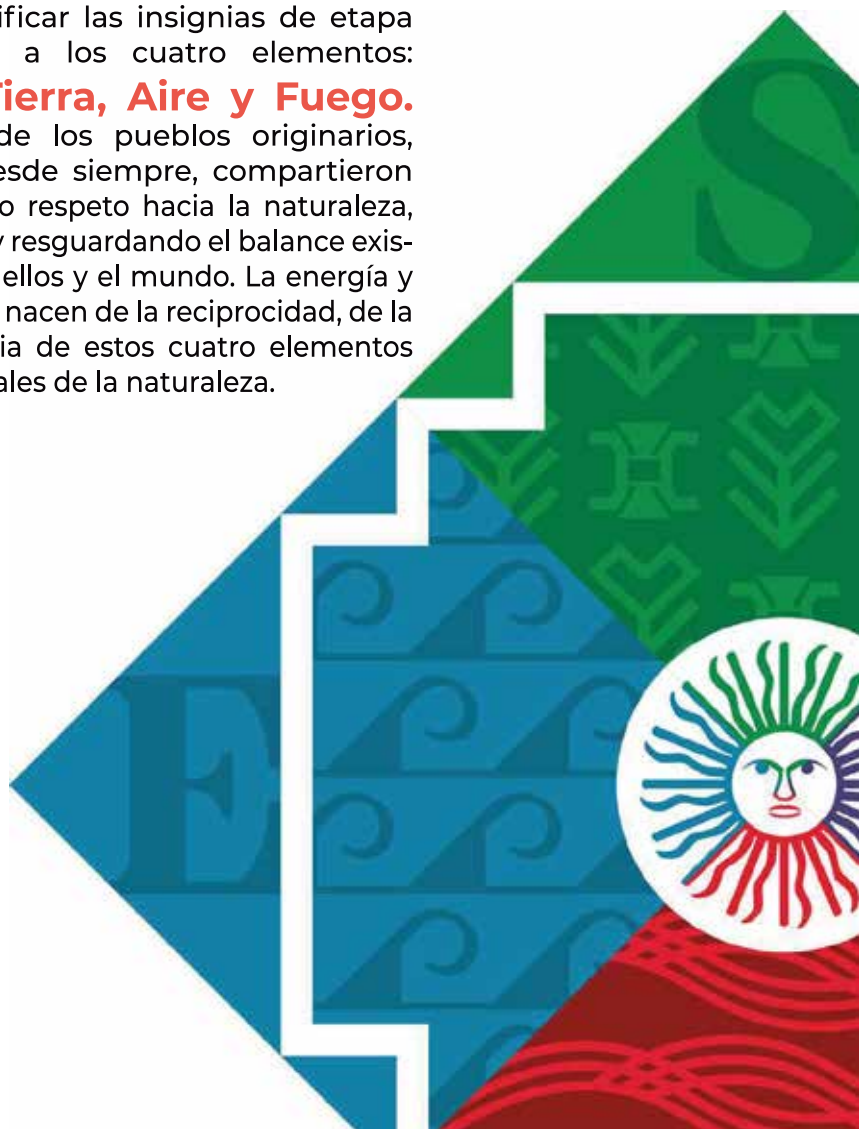 ificar las insignias de etapa
a los cuatro elementos:
ierra, Aire y Fuego.
de los pueblos originarios,
esde siempre, compartieron
o respeto hacia la naturaleza,
y resguardando el balance exis-
ellos y el mundo. La energía y
nacen de la reciprocidad, de la
ia de estos cuatro elementos
ales de la naturaleza.
S
E